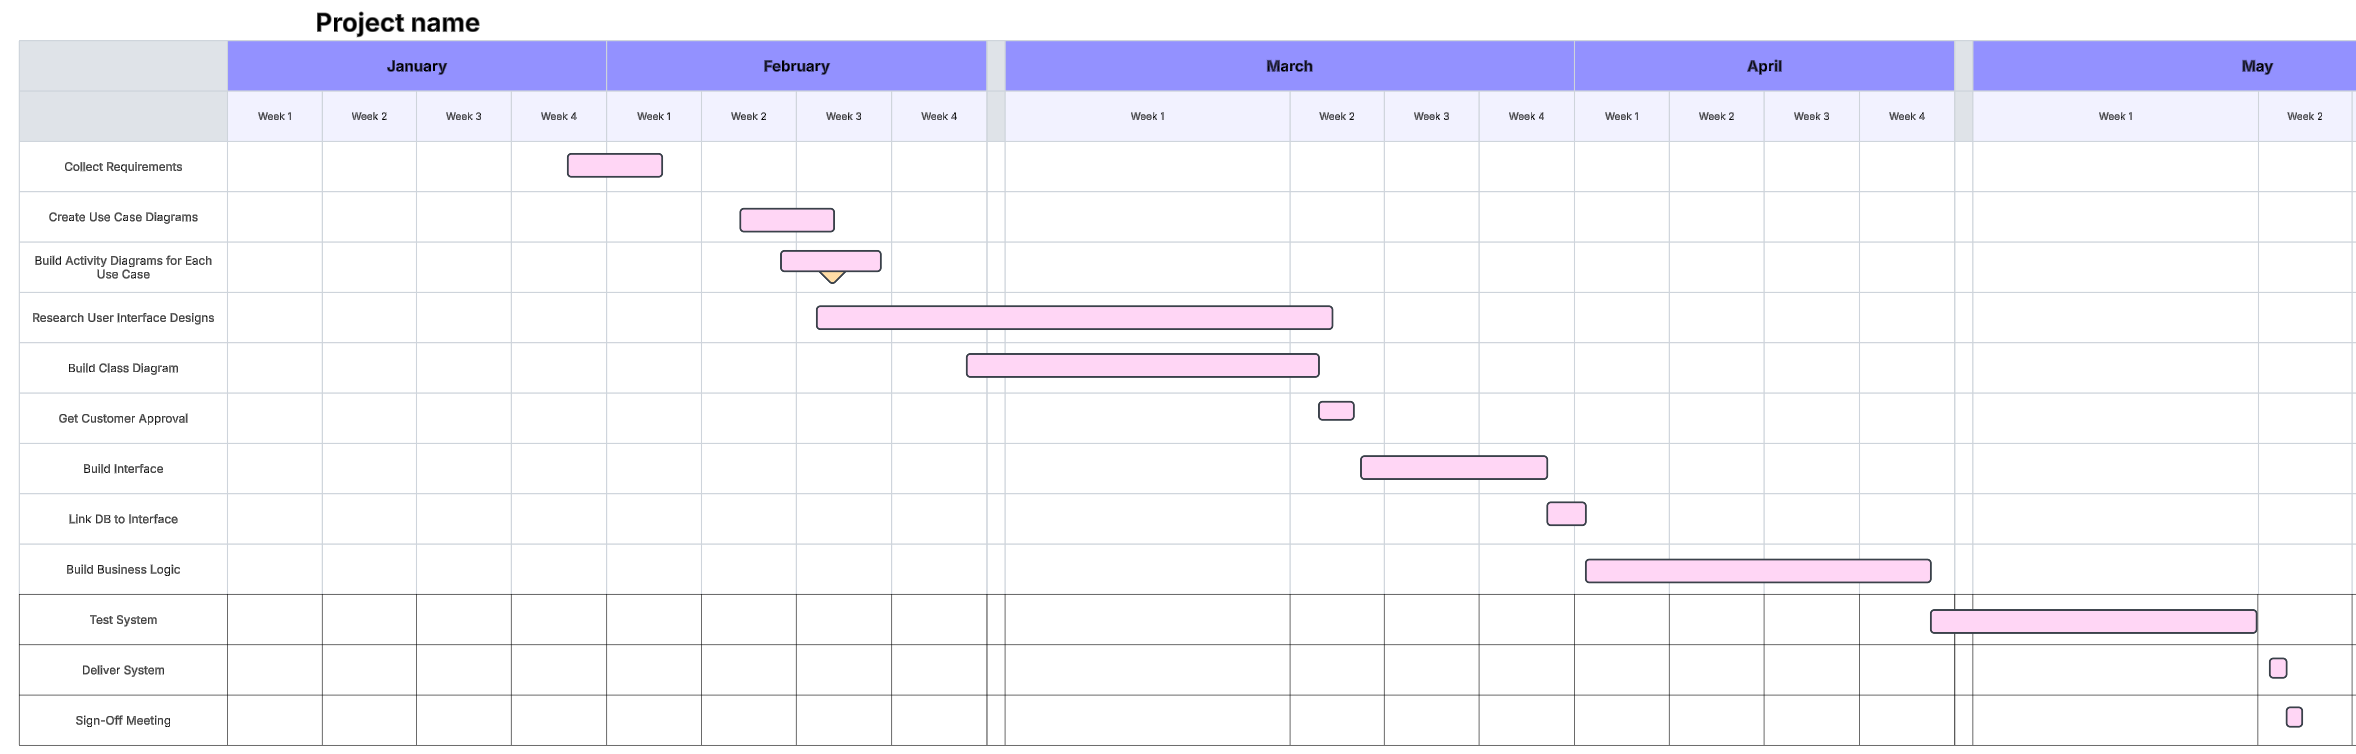 Project name
January February March April May
Week 1 Week 2 Week 3 Week 4 Week 1 Week 2 Week 3 Week 4 Week 1 Week 2 Week 3 Week 4 Week 1 Week 2 Week 3 Week 4 Week 1 Week 2
Collect Requirements
Create Use Case Diagrams
Build Activity Diagrams for Each
Use Case
Research User Interface Designs
Build Class Diagram
Get Customer Approval
Build Interface
Link DB to Interface
Build Business Logic
Test System
Deliver System
Sign-Off Meeting